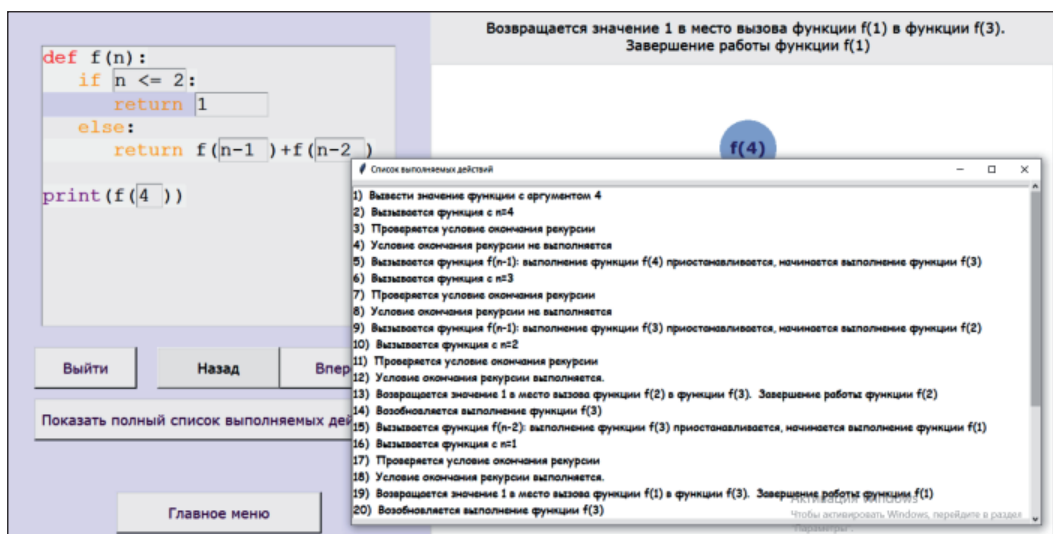 Возвращается значение 1 в место вызова функции f(1) в функции f(3).
Завершение работы функции f(1)
def f(n):
if n <= 2:
return 1
else:
return f(n-1 )+f(n-2 )
print(f(4 ))
f(4)
Список выполняемых действий
1) Вывести значение функции с аргументом 4
2) Вызывается функция с n=4
3) Проверяется условие окончания рекурсии
4) Условие окончания рекурсии не выполняется
5) Вызывается функция f(n-1): выполнение функции f(4) приостанавливается, начинается выполнение функции f(3)
6) Вызывается функция с n=3
7) Проверяется условие окончания рекурсии
8) Условие окончания рекурсии не выполняется
9) Вызывается функция f(n-1): выполнение функции f(3) приостанавливается, начинается выполнение функции f(2)
10) Вызывается функция с n=2
11) Проверяется условие окончания рекурсии
12) Условие окончания рекурсии выполняется.
13) Возвращается значение 1 в место вызова функции f(2) в функции f(3). Завершение работы функции f(2)
14) Возобновляется выполнение функции f(3)
15) Вызывается функция f(n-2): выполнение функции f(3) приостанавливается, начинается выполнение функции f(1)
16) Вызывается функция с n=1
17) Проверяется условие окончания рекурсии
18) Условие окончания рекурсии выполняется.
19) Возвращается значение 1 в место вызова функции f(1) в функции f(3). Завершение работы функции f(1)
20) Возобновляется выполнение функции f(3)
Активация Windows
Чтобы активировать Windows, перейдите в раздел
"Параметры".
Выйти
Назад
Впер
Показать полный список выполняемых дей
Главное меню